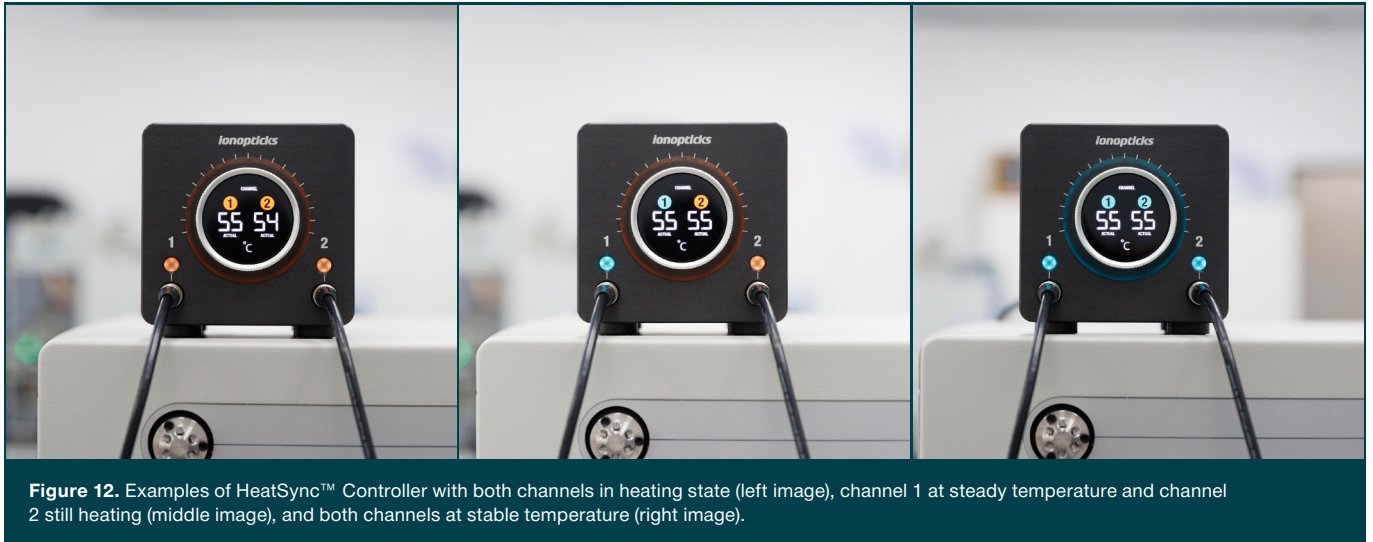 ionopticks
CHANNEL
1 2
55 54
ACTUAL ACTUAL
°C
1 2
ionopticks
CHANNEL
1 2
55 55
ACTUAL ACTUAL
°C
1 2
ionopticks
CHANNEL
1 2
55 55
ACTUAL ACTUAL
°C
1 2
Figure 12. Examples of HeatSync™ Controller with both channels in heating state (left image), channel 1 at steady temperature and channel
2 still heating (middle image), and both channels at stable temperature (right image).